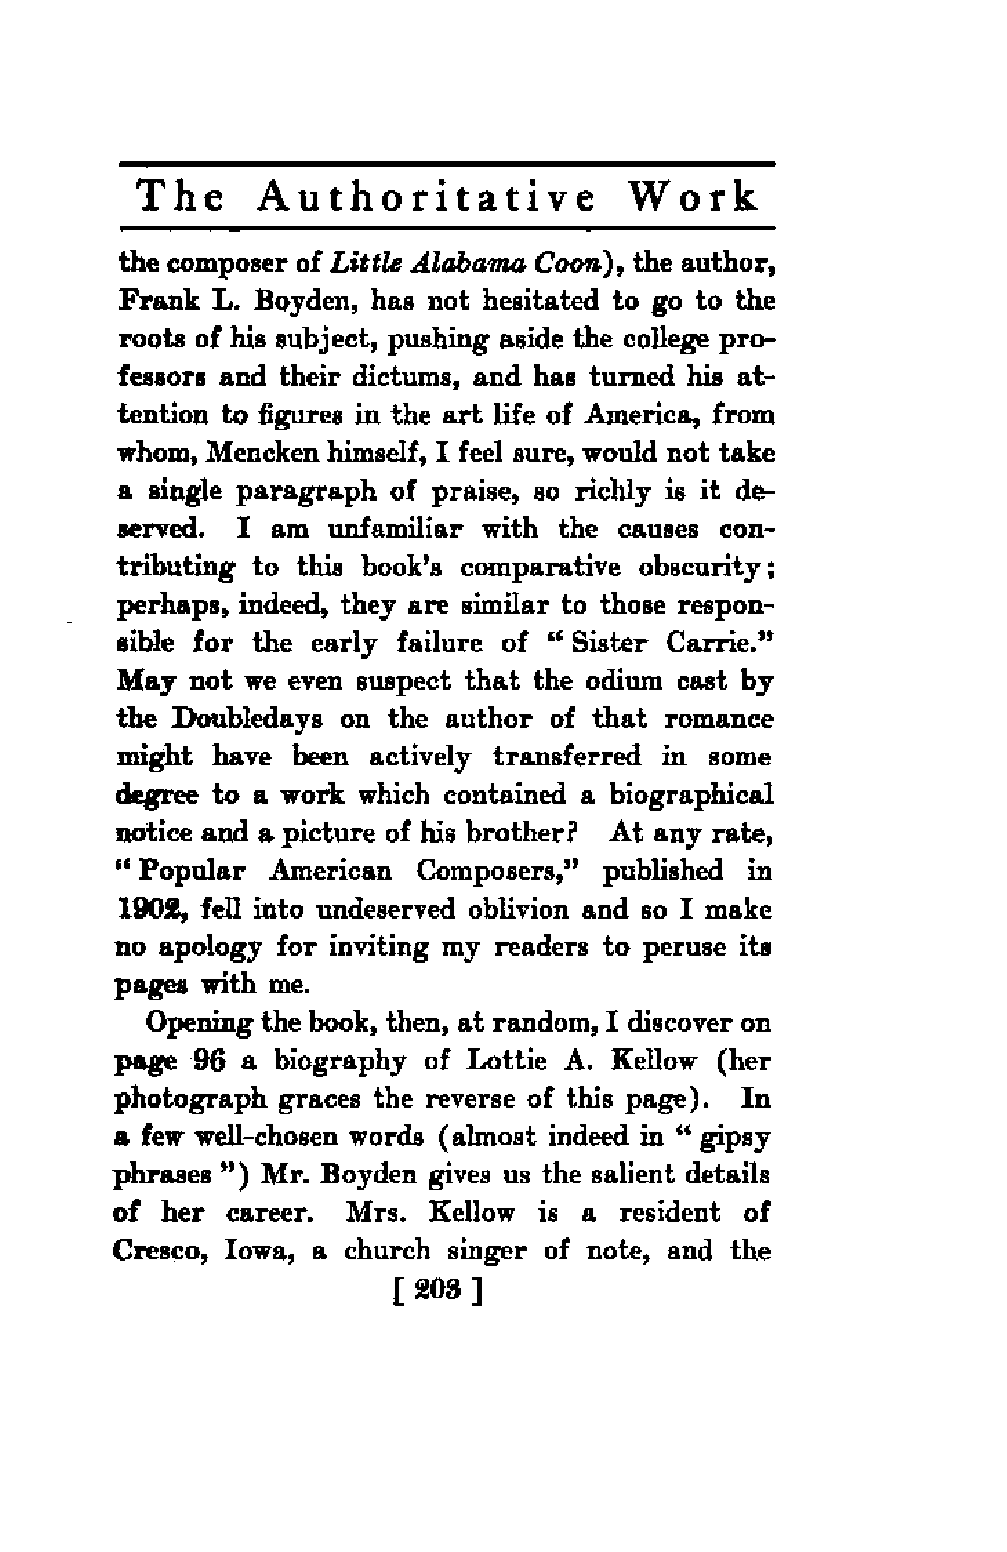 The Authoritative Work
the composer of Little Alabama Coon), the author,
Frank L. Boyden, has not hesitated to go to the
roots of his subject, pushing aside the college pro-
fessors and their dictums, and has turned his at-
tention to figures in the art life of America, from
whom, Mencken himself, I feel sure, would not take
a single paragraph of praise, so richly is it de-
served. I am unfamiliar with the causes con-
tributing to this book's comparative obscurity;
perhaps, indeed, they are similar to those respon-
sible for the early failure of “Sister Carrie.”
May not we even suspect that the odium cast by
the Doubledays on the author of that romance
might have been actively transferred in some
degree to a work which contained a biographical
notice and a picture of his brother? At any rate,
“Popular American Composers,” published in
1902, fell into undeserved oblivion and so I make
no apology for inviting my readers to peruse its
pages with me.
Opening the book, then, at random, I discover on
page 96 a biography of Lottie A. Kellow (her
photograph graces the reverse of this page). In
a few well-chosen words (almost indeed in “gipsy
phrases”) Mr. Boyden gives us the salient details
of her career. Mrs. Kellow is a resident of
Cresco, Iowa, a church singer of note, and the
[ 203 ]